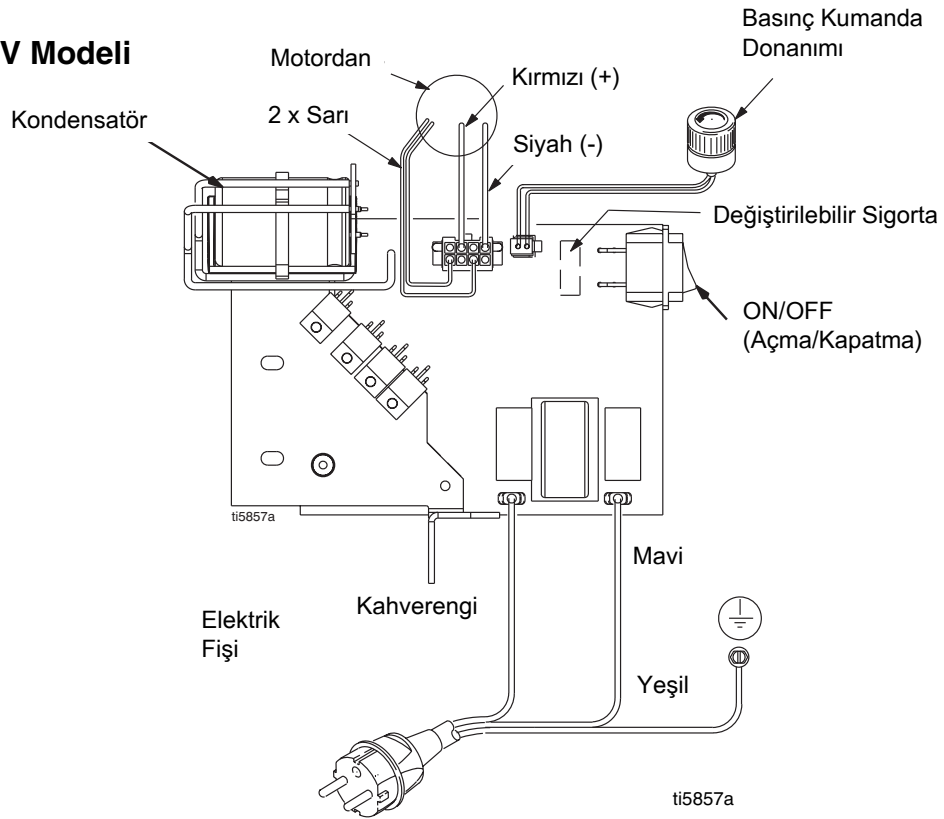 V Modeli
Basınç Kumanda
Donanımı
Motordan
Kırmızı (+)
Kondensatör
2 x Sarı
Siyah (-)
Değiştirilebilir Sigorta
ON/OFF
(Açma/Kapatma)
ti5857a
Mavi
Kahverengi
Elektrik
Fişi
Yeşil
ti5857a